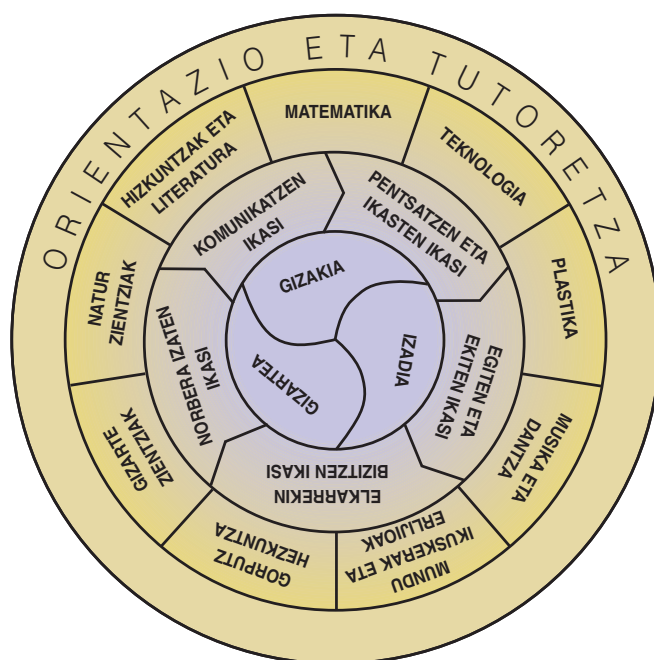 ORIENTAZIO ETA TUTORETZA
MATEMATIKA
TEKNOLOGIA
PLASTIKA
MUSIKA ETA
DANTZA
MUNDU
IKUSKERAK ETA
ERLIJIOAK
GORPUTZ
HEZKUNTZA
GIZARTE
ZIENTZIAK
NATUR
ZIENTZIAK
HIZKUNTZAK ETA
LITERATURA
KOMUNIKATZEN
IKASI
PENTSATZEN ETA
IKASTEN IKASI
EGITEN ETA
EKITEN IKASI
ELKARREKIN
BIZITZEN IKASI
NORBERA IZATEN
IKASI
GIZAKIA
IZADIA
GIZARTEA